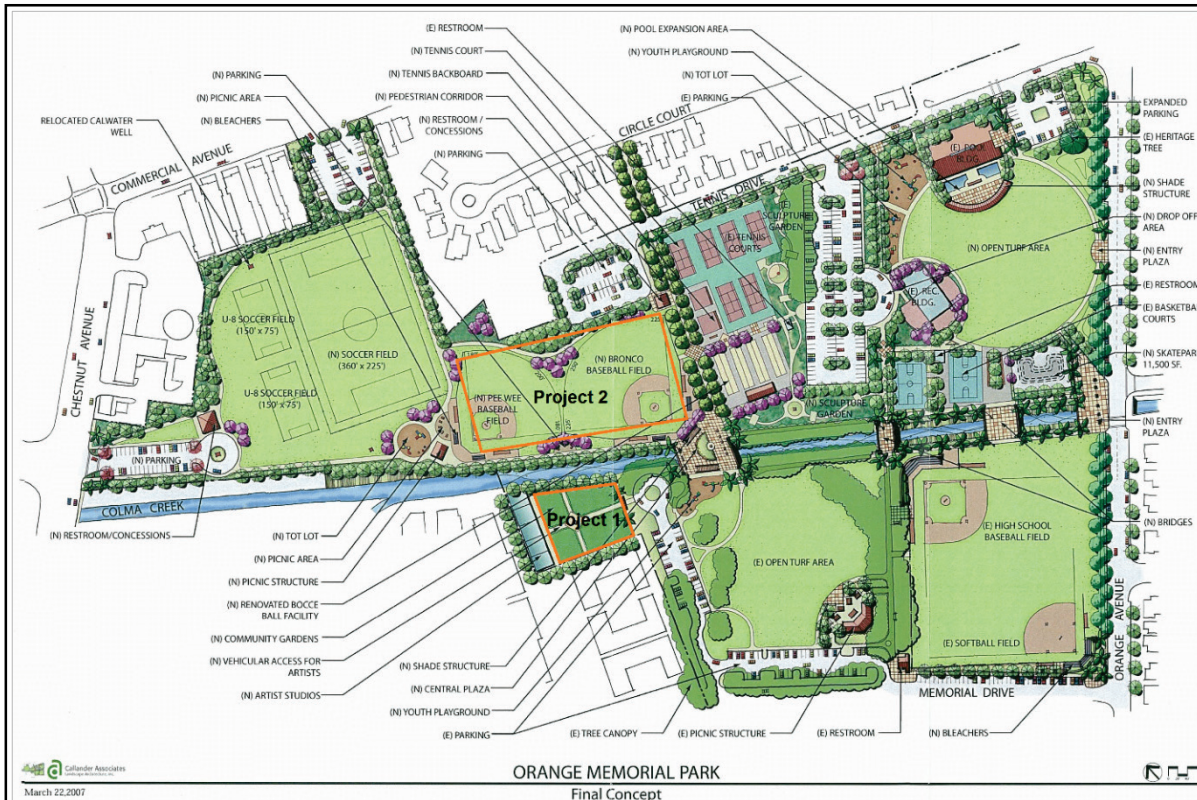 (E) RESTROOM
(N) TENNIS COURT
(N) TENNIS BACKBOARD
(N) PEDESTRIAN CORRIDOR
(N) RESTROOM /
CONCESSIONS
(N) PARKING
(N) PARKING
(N) PICNIC AREA
(N) BLEACHERS
RELOCATED CALWATER
WELL
(N) POOL EXPANSION AREA
(N) YOUTH PLAYGROUND
(N) TOT LOT
(E) PARKING
EXPANDED
PARKING
(E) HERITAGE
TREE
(N) SHADE
STRUCTURE
(N) DROP OFF
AREA
(N) ENTRY
PLAZA
(E) RESTROOM
(E) BASKETBA
COURTS
(N) SKATEPAR
11,500 SF.
(N) ENTRY
PLAZA
(N) BRIDGES
COMMERCIAL AVENUE
CIRCLE COURT
TENNIS DRIVE
CHESTNUT AVENUE
ORANGE AVENUE
MEMORIAL DRIVE
COLMA CREEK
U-8 SOCCER FIELD
(150' x 75')
(N) SOCCER FIELD
(360' x 225')
U-8 SOCCER FIELD
(150' x 75')
(N) PARKING
(N) PEE WEE
BASEBALL
FIELD
Project 2
(N) BRONCO
BASEBALL FIELD
Project 1
(E) TENNIS
COURTS
(E)
SCULPTURE
GARDEN
(N) SCULPTURE
GARDEN
(E) POOL
BLDG.
(E) REC.
BLDG.
(N) OPEN TURF AREA
(E) OPEN TURF AREA
(E) HIGH SCHOOL
BASEBALL FIELD
(E) SOFTBALL FIELD
(N) RESTROOM/CONCESSIONS
(N) TOT LOT
(N) PICNIC AREA
(N) PICNIC STRUCTURE
(N) RENOVATED BOCCE
BALL FACILITY
(N) COMMUNITY GARDENS
(N) VEHICULAR ACCESS FOR
ARTISTS
(N) ARTIST STUDIOS
(N) SHADE STRUCTURE
(N) CENTRAL PLAZA
(N) YOUTH PLAYGROUND
(E) PARKING
(E) TREE CANOPY
(E) PICNIC STRUCTURE
(E) RESTROOM
(N) BLEACHERS
Callander Associates
Landscape Architecture, Inc.
March 22,2007
ORANGE MEMORIAL PARK
Final Concept